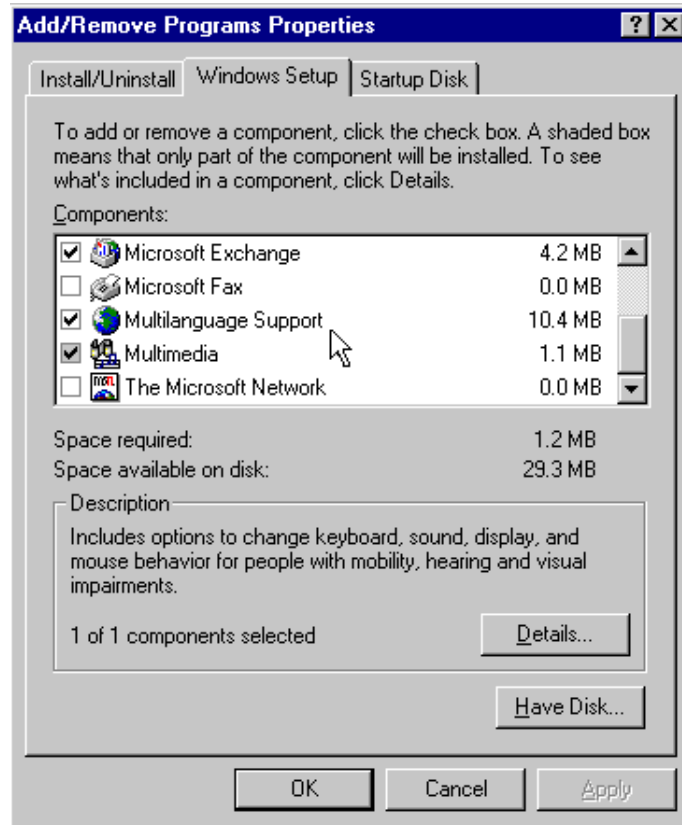 Add/Remove Programs Properties
Install/Uninstall Windows Setup Startup Disk
To add or remove a component, click the check box. A shaded box
means that only part of the component will be installed. To see
what's included in a component, click Details.
Components:
Microsoft Exchange 4.2 MB
Microsoft Fax 0.0 MB
Multilanguage Support 10.4 MB
Multimedia 1.1 MB
The Microsoft Network 0.0 MB
Space required: 1.2 MB
Space available on disk: 29.3 MB
Description
Includes options to change keyboard, sound, display, and
mouse behavior for people with mobility, hearing and visual
impairments.
1 of 1 components selected Details...
Have Disk...
OK Cancel Apply